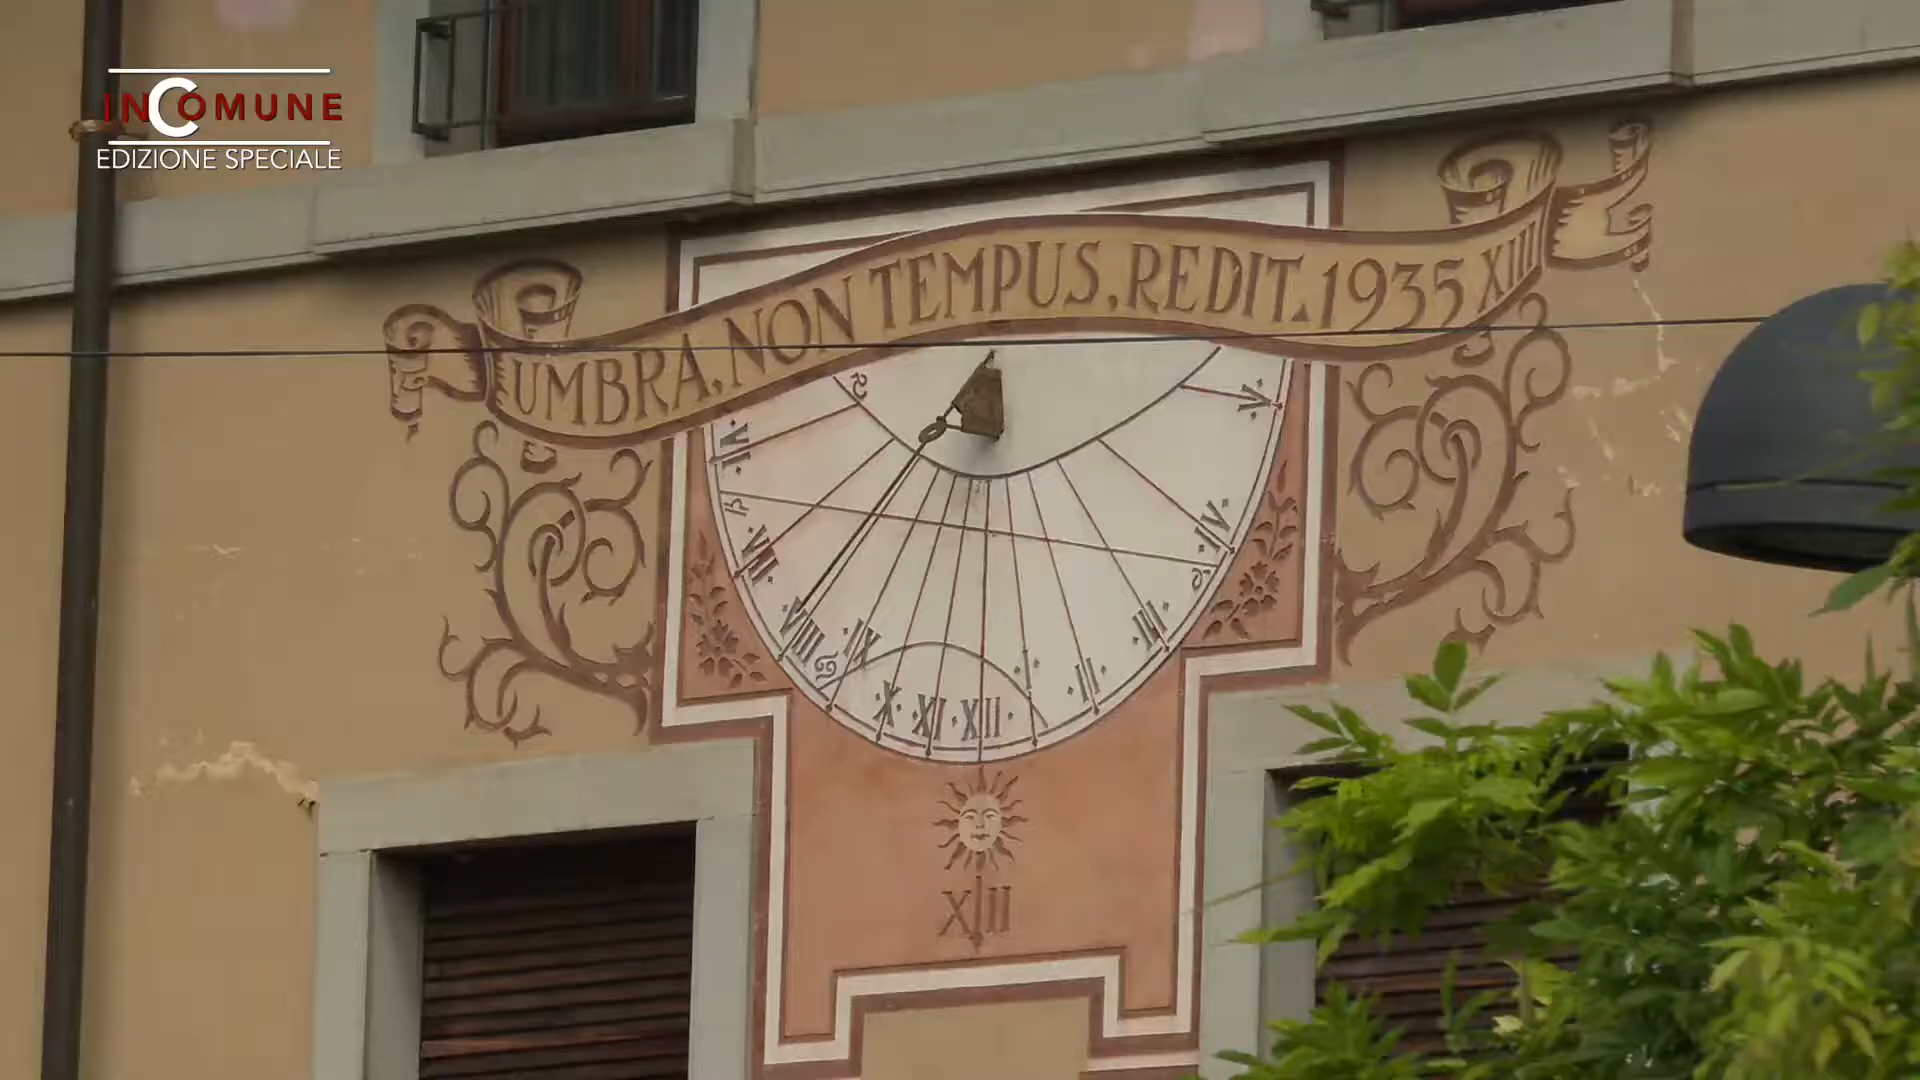 INCOMUNE
EDIZIONE SPECIALE
UMBRA, NON TEMPUS, REDIT. 1935 XIII
VI
VII
VIII
IX
X
XI
XII
I
II
III
IV
V
XII